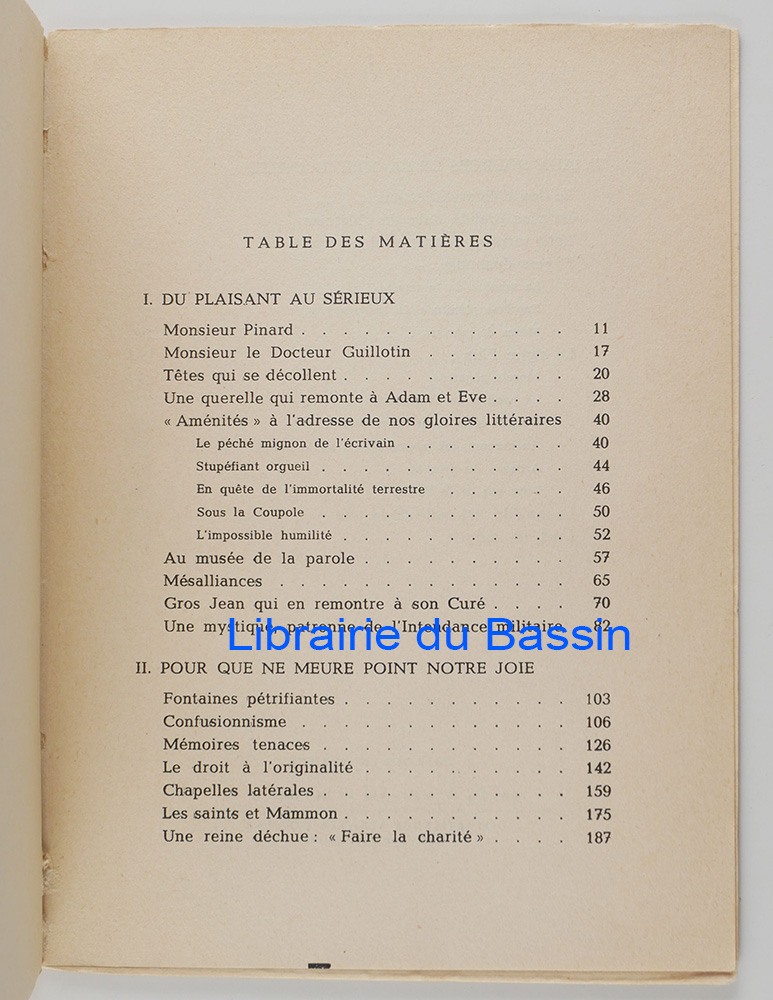 TABLE DES MATIÈRES
I. DU PLAISANT AU SÉRIEUX
Monsieur Pinard . . . . . . . . . . . . . 11
Monsieur le Docteur Guillotin . . . . . . . 17
Têtes qui se décollent . . . . . . . . . . . 20
Une querelle qui remonte à Adam et Eve . . . . 28
« Aménités » à l'adresse de nos gloires littéraires 40
Le péché mignon de l'écrivain . . . . . . . . 40
Stupéfiant orgueil . . . . . . . . . . . . 44
En quête de l'immortalité terrestre . . . . . . 46
Sous la Coupole . . . . . . . . . . . . 50
L'impossible humilité . . . . . . . . . . . 52
Au musée de la parole . . . . . . . . . . 57
Mésalliances . . . . . . . . . . . . . 65
Gros Jean qui en remontre à son Curé . . . . 70
Une mystique, patronne de l'Intendance militaire 82
Librairie du Bassin
II. POUR QUE NE MEURE POINT NOTRE JOIE
Fontaines pétrifiantes . . . . . . . . . . . 103
Confusionnisme . . . . . . . . . . . . 106
Mémoires tenaces . . . . . . . . . . . . 126
Le droit à l'originalité . . . . . . . . . . 142
Chapelles latérales . . . . . . . . . . . . 159
Les saints et Mammon . . . . . . . . . . . 175
Une reine déchue : « Faire la charité » . . . . 187